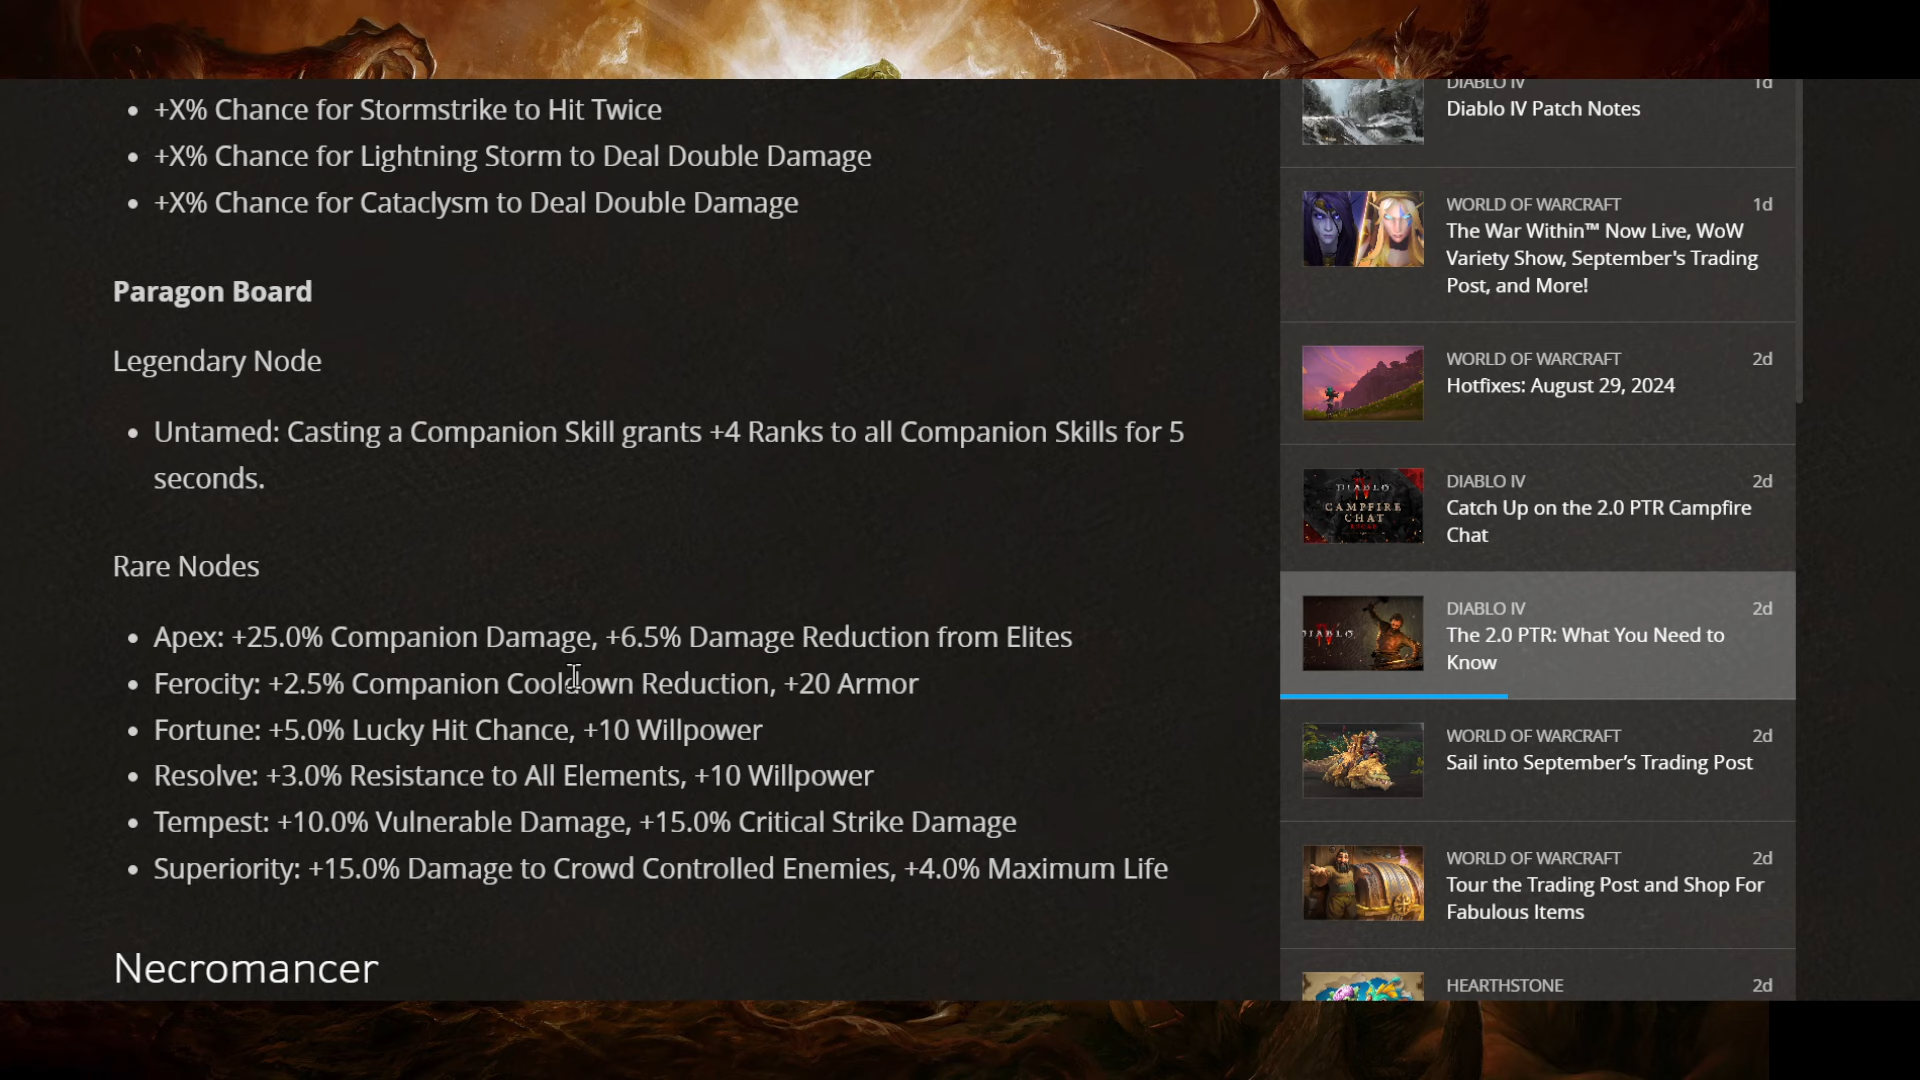 +X% Chance for Stormstrike to Hit Twice
+X% Chance for Lightning Storm to Deal Double Damage
+X% Chance for Cataclysm to Deal Double Damage
Paragon Board
Legendary Node
Untamed: Casting a Companion Skill grants +4 Ranks to all Companion Skills for 5
seconds.
Rare Nodes
Apex: +25.0% Companion Damage, +6.5% Damage Reduction from Elites
Ferocity: +2.5% Companion Cooldown Reduction, +20 Armor
Fortune: +5.0% Lucky Hit Chance, +10 Willpower
Resolve: +3.0% Resistance to All Elements, +10 Willpower
Tempest: +10.0% Vulnerable Damage, +15.0% Critical Strike Damage
Superiority: +15.0% Damage to Crowd Controlled Enemies, +4.0% Maximum Life
Necromancer
DIABLO IV 1d
Diablo IV Patch Notes
WORLD OF WARCRAFT 1d
The War Within™ Now Live, WoW
Variety Show, September's Trading
Post, and More!
WORLD OF WARCRAFT 2d
Hotfixes: August 29, 2024
DIABLO IV
CAMPFIRE
CHAT
DIABLO IV 2d
Catch Up on the 2.0 PTR Campfire
Chat
DIABLO IV 2d
The 2.0 PTR: What You Need to
Know
WORLD OF WARCRAFT 2d
Sail into September’s Trading Post
WORLD OF WARCRAFT 2d
Tour the Trading Post and Shop For
Fabulous Items
HEARTHSTONE 2d